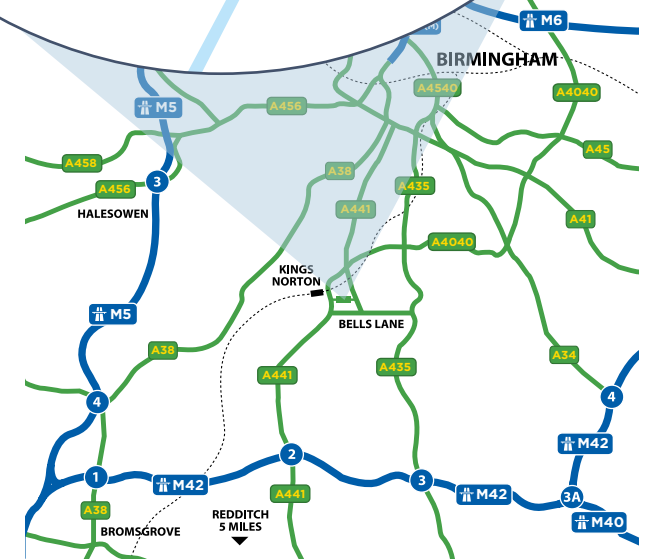 (M)
M6
BIRMINGHAM
A4540
A4040
M5
A456
A45
A458
A38
A435
A456
3
HALESOWEN
A441
A41
A4040
KINGS
NORTON
M5
BELLS LANE
A38
A34
A441
A435
4
4
M42
2
1
M42
3
M42
3A
A441
A38
M40
BROMSGROVE
REDDITCH
5 MILES